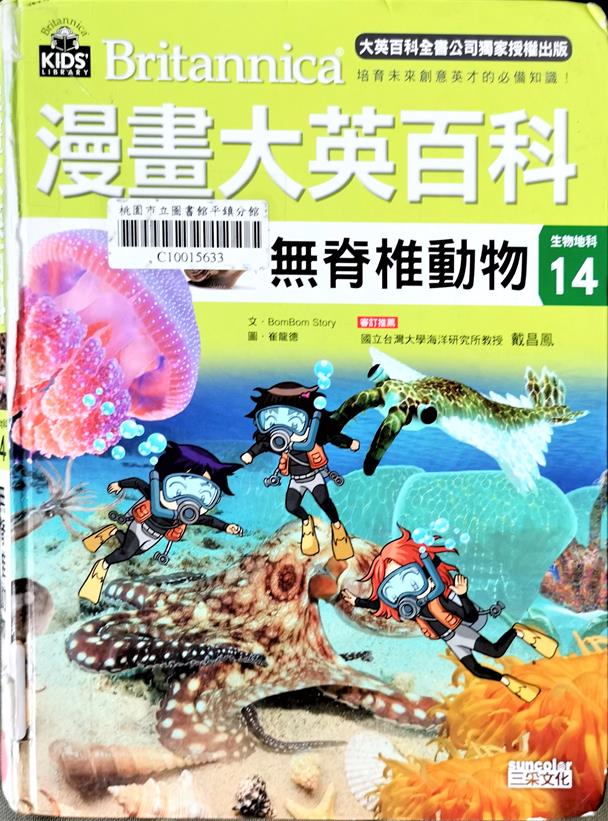 Britannica
KIDS'
LIBRARY
Britannica®
大英百科全書公司獨家授權出版
培育未來創意英才的必備知識！
漫畫大英百科
桃園市立圖書館平鎮分館
C10015633
無脊椎動物
生物地科
14
文・BomBom Story
圖・崔龍德
審訂推薦
國立台灣大學海洋研究所教授 戴昌鳳
suncolor
三采文化